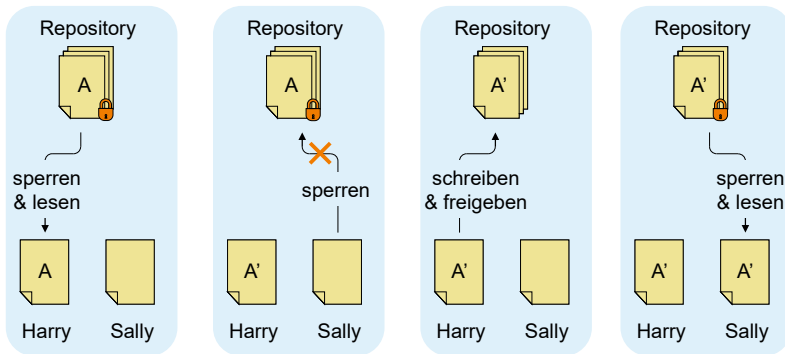 Repository
A
sperren
& lesen
A
Harry
Sally
Repository
A
sperren
A'
Harry
Sally
Repository
A'
schreiben
& freigeben
A'
Harry
Sally
Repository
A'
sperren
& lesen
A'
A'
Harry
Sally